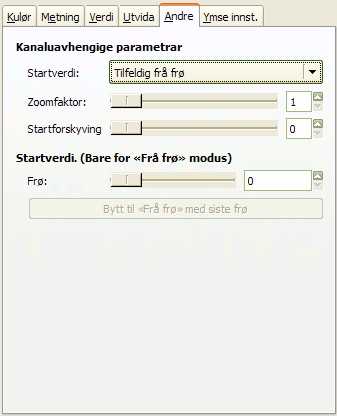 Kulør Metning Verdi Utvida Andre Ymse innst.
Kanaluavhengige parametrar
Startverdi: Tilfeldig frå frø
Zoomfaktor: 1
Startforskyving 0
Startverdi. (Bare for «Frå frø» modus)
Frø: 0
Bytt til «Frå frø» med siste frø